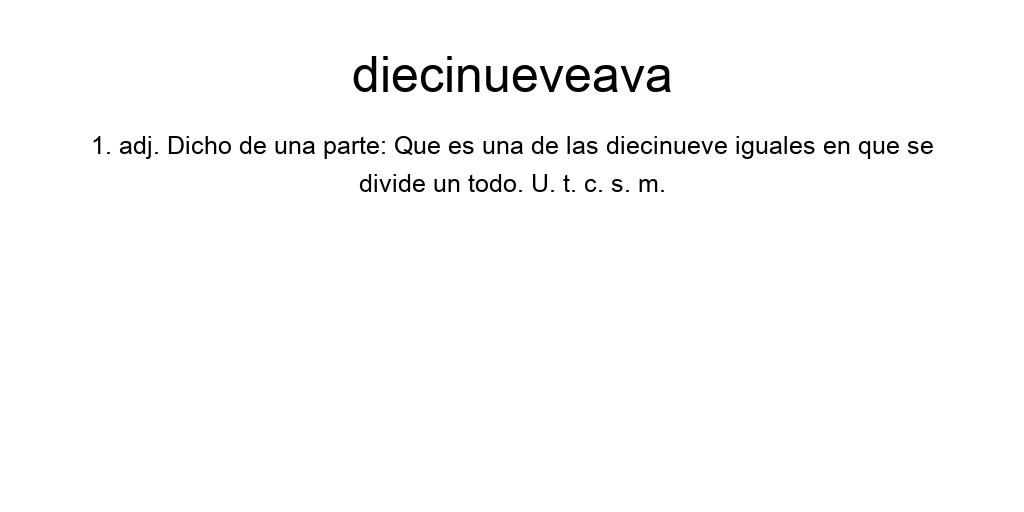 diecinueveava
1. adj. Dicho de una parte: Que es una de las diecinueve iguales en que se
divide un todo. U. t. c. s. m.